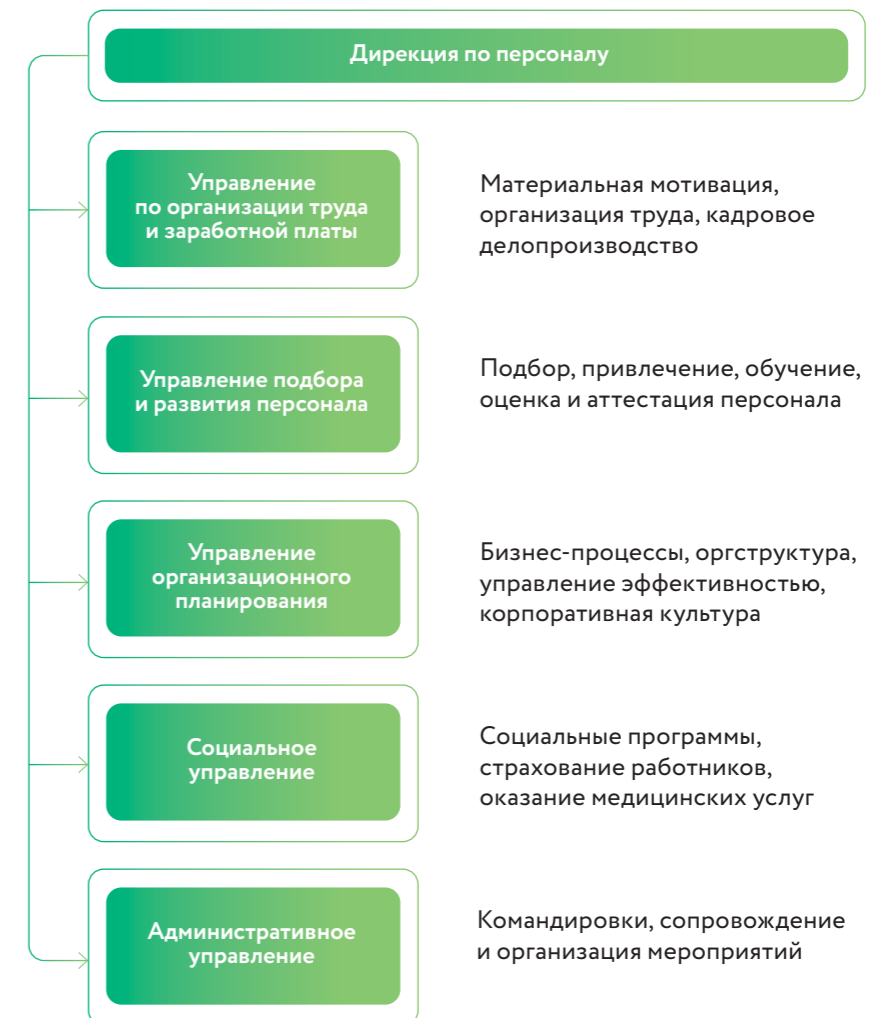 Дирекция по персоналу
Управление
по организации труда
и заработной платы
Материальная мотивация,
организация труда, кадровое
делопроизводство
Управление подбора
и развития персонала
Подбор, привлечение, обучение,
оценка и аттестация персонала
Управление
организационного
планирования
Бизнес-процессы, оргструктура,
управление эффективностью,
корпоративная культура
Социальное
управление
Социальные программы,
страхование работников,
оказание медицинских услуг
Административное
управление
Командировки, сопровождение
и организация мероприятий